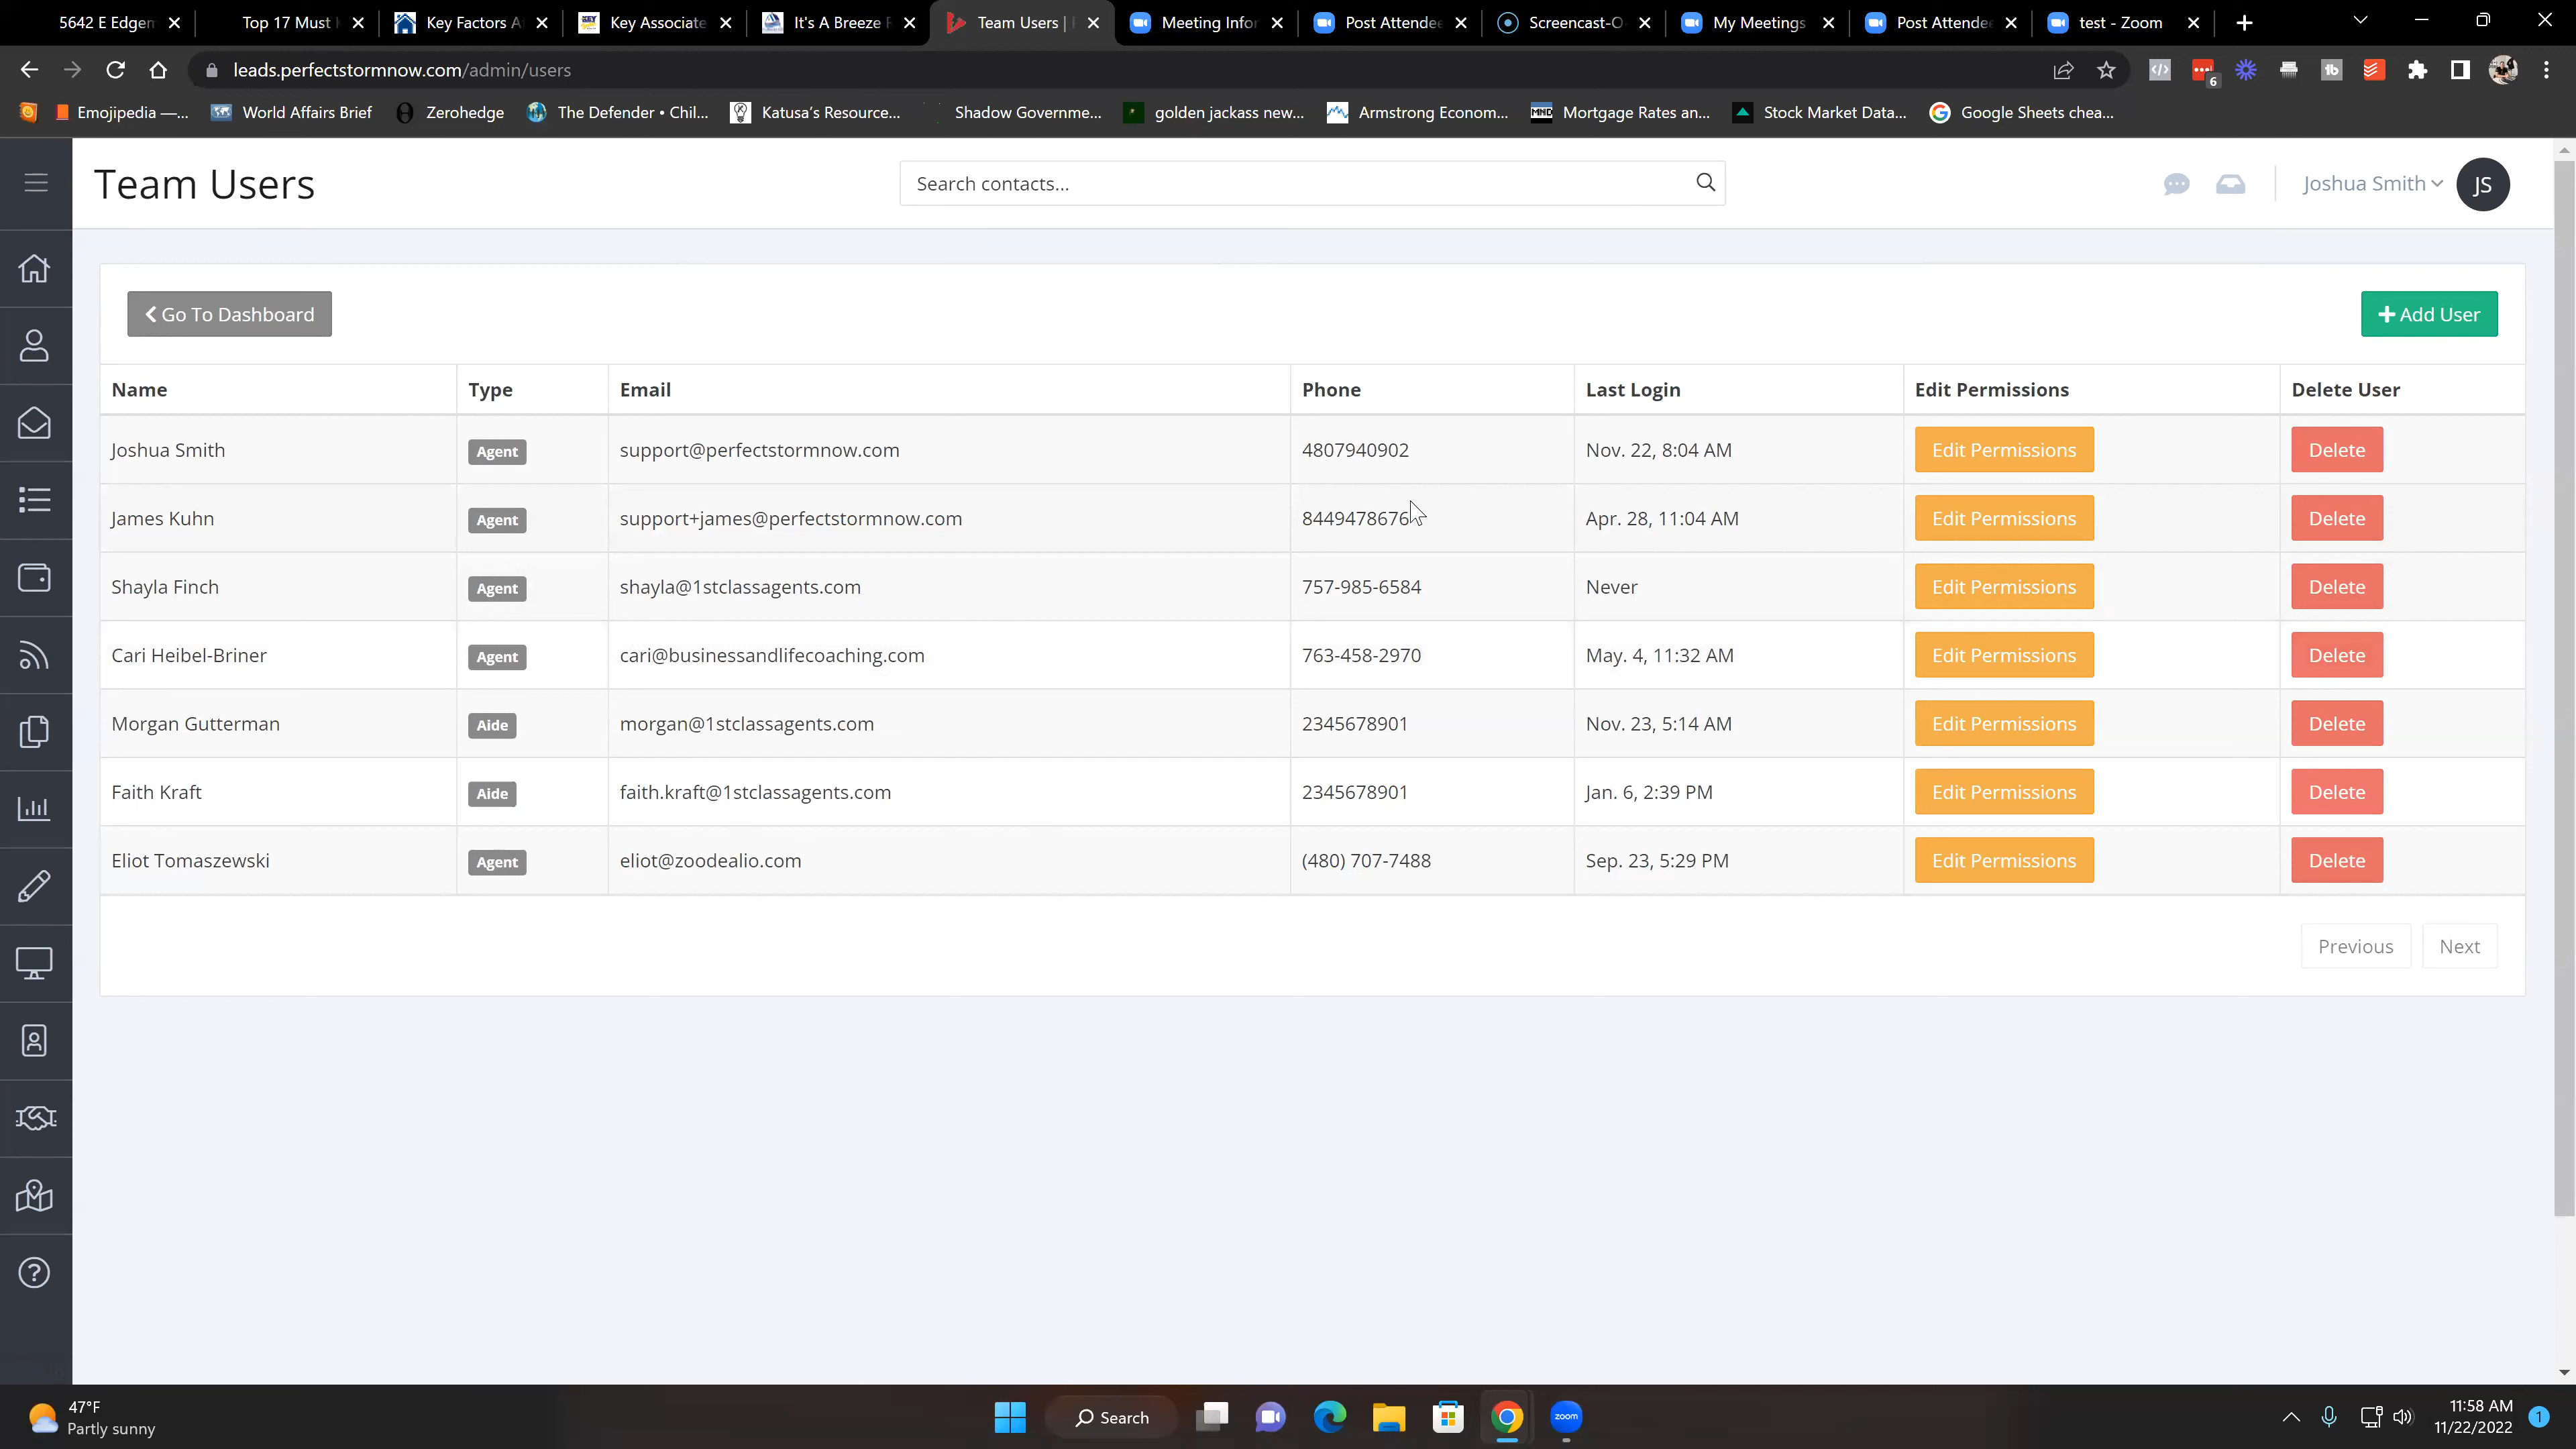 5642 E Edgem
Top 17 Must
Key Factors A
Key Associate
It's A Breeze
Team Users |
Meeting Infor
Post Attende
Screencast-O
My Meetings
Post Attende
test - Zoom
leads.perfectstormnow.com/admin/users
6
Emojipedia —...
World Affairs Brief
Zerohedge
The Defender • Chil...
Katusa's Resource...
Shadow Governme...
golden jackass new...
Armstrong Econom...
MND
Mortgage Rates an...
Stock Market Data...
Google Sheets chea...
Team Users
Search contacts...
Joshua Smith
JS
Go To Dashboard
Add User
Name Type Email Phone Last Login Edit Permissions Delete User
Joshua Smith Agent support@perfectstormnow.com 4807940902 Nov. 22, 8:04 AM Edit Permissions Delete
James Kuhn Agent support+james@perfectstormnow.com 8449478676 Apr. 28, 11:04 AM Edit Permissions Delete
Shayla Finch Agent shayla@1stclassagents.com 757-985-6584 Never Edit Permissions Delete
Cari Heibel-Briner Agent cari@businessandlifecoaching.com 763-458-2970 May. 4, 11:32 AM Edit Permissions Delete
Morgan Gutterman Aide morgan@1stclassagents.com 2345678901 Nov. 23, 5:14 AM Edit Permissions Delete
Faith Kraft Aide faith.kraft@1stclassagents.com 2345678901 Jan. 6, 2:39 PM Edit Permissions Delete
Eliot Tomaszewski Agent eliot@zoodealio.com (480) 707-7488 Sep. 23, 5:29 PM Edit Permissions Delete
Previous Next
47°F
Partly sunny
Search
zoom
11:58 AM
11/22/2022
1